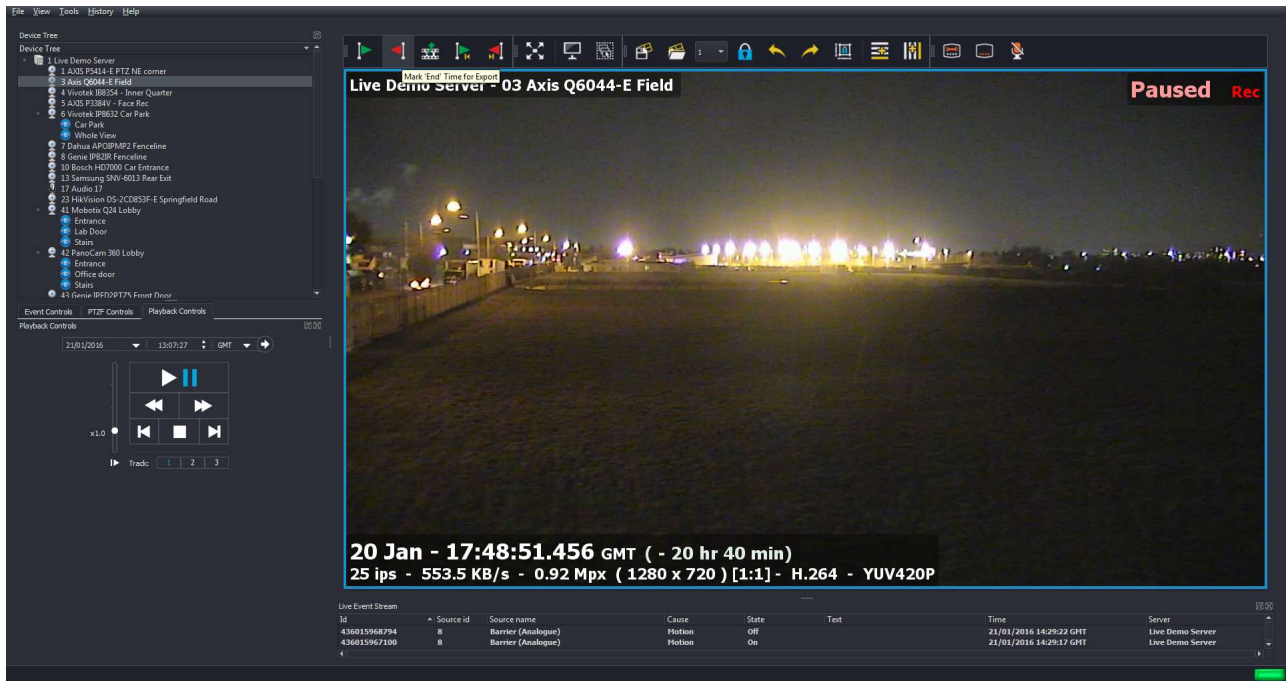 File View Tools History Help
Device Tree
Device Tree
1 Live Demo Server
1 AXIS P5414-E PTZ NE corner
3 Axis Q6044-E Field
4 Vivotek IB8354 - Inner Quarter
5 AXIS P3384V - Face Rec
6 Vivotek IP8632 Car Park
Car Park
Whole View
7 Dahua APOIPMP2 Fenceline
8 Genie IPB2IR Fenceline
10 Bosch HD7000 Car Entrance
13 Samsung SNV-6013 Rear Exit
17 Audio 17
23 HikVision DS-2CD853F-E Springfield Road
41 Mobotix Q24 Lobby
Entrance
Lab Door
Stairs
42 PanoCam 360 Lobby
Entrance
Office door
Stairs
43 Genie IPFD2PTZ5 Front Door
Event Controls PTZF Controls Playback Controls
Playback Controls
21/01/2016 13:07:27 GMT
x1.0
Track: 1 2 3
1
Mark 'End' Time for Export
Live Demo Server - 03 Axis Q6044-E Field
Paused Rec
20 Jan - 17:48:51.456 GMT ( - 20 hr 40 min)
25 ips - 553.5 KB/s - 0.92 Mpx ( 1280 x 720 ) [1:1] - H.264 - YUV420P
Live Event Stream
Id Source id Source name Cause State Text Time Server
436015968794 8 Barrier (Analogue) Motion Off 21/01/2016 14:29:22 GMT Live Demo Server
436015967100 8 Barrier (Analogue) Motion On 21/01/2016 14:29:17 GMT Live Demo Server